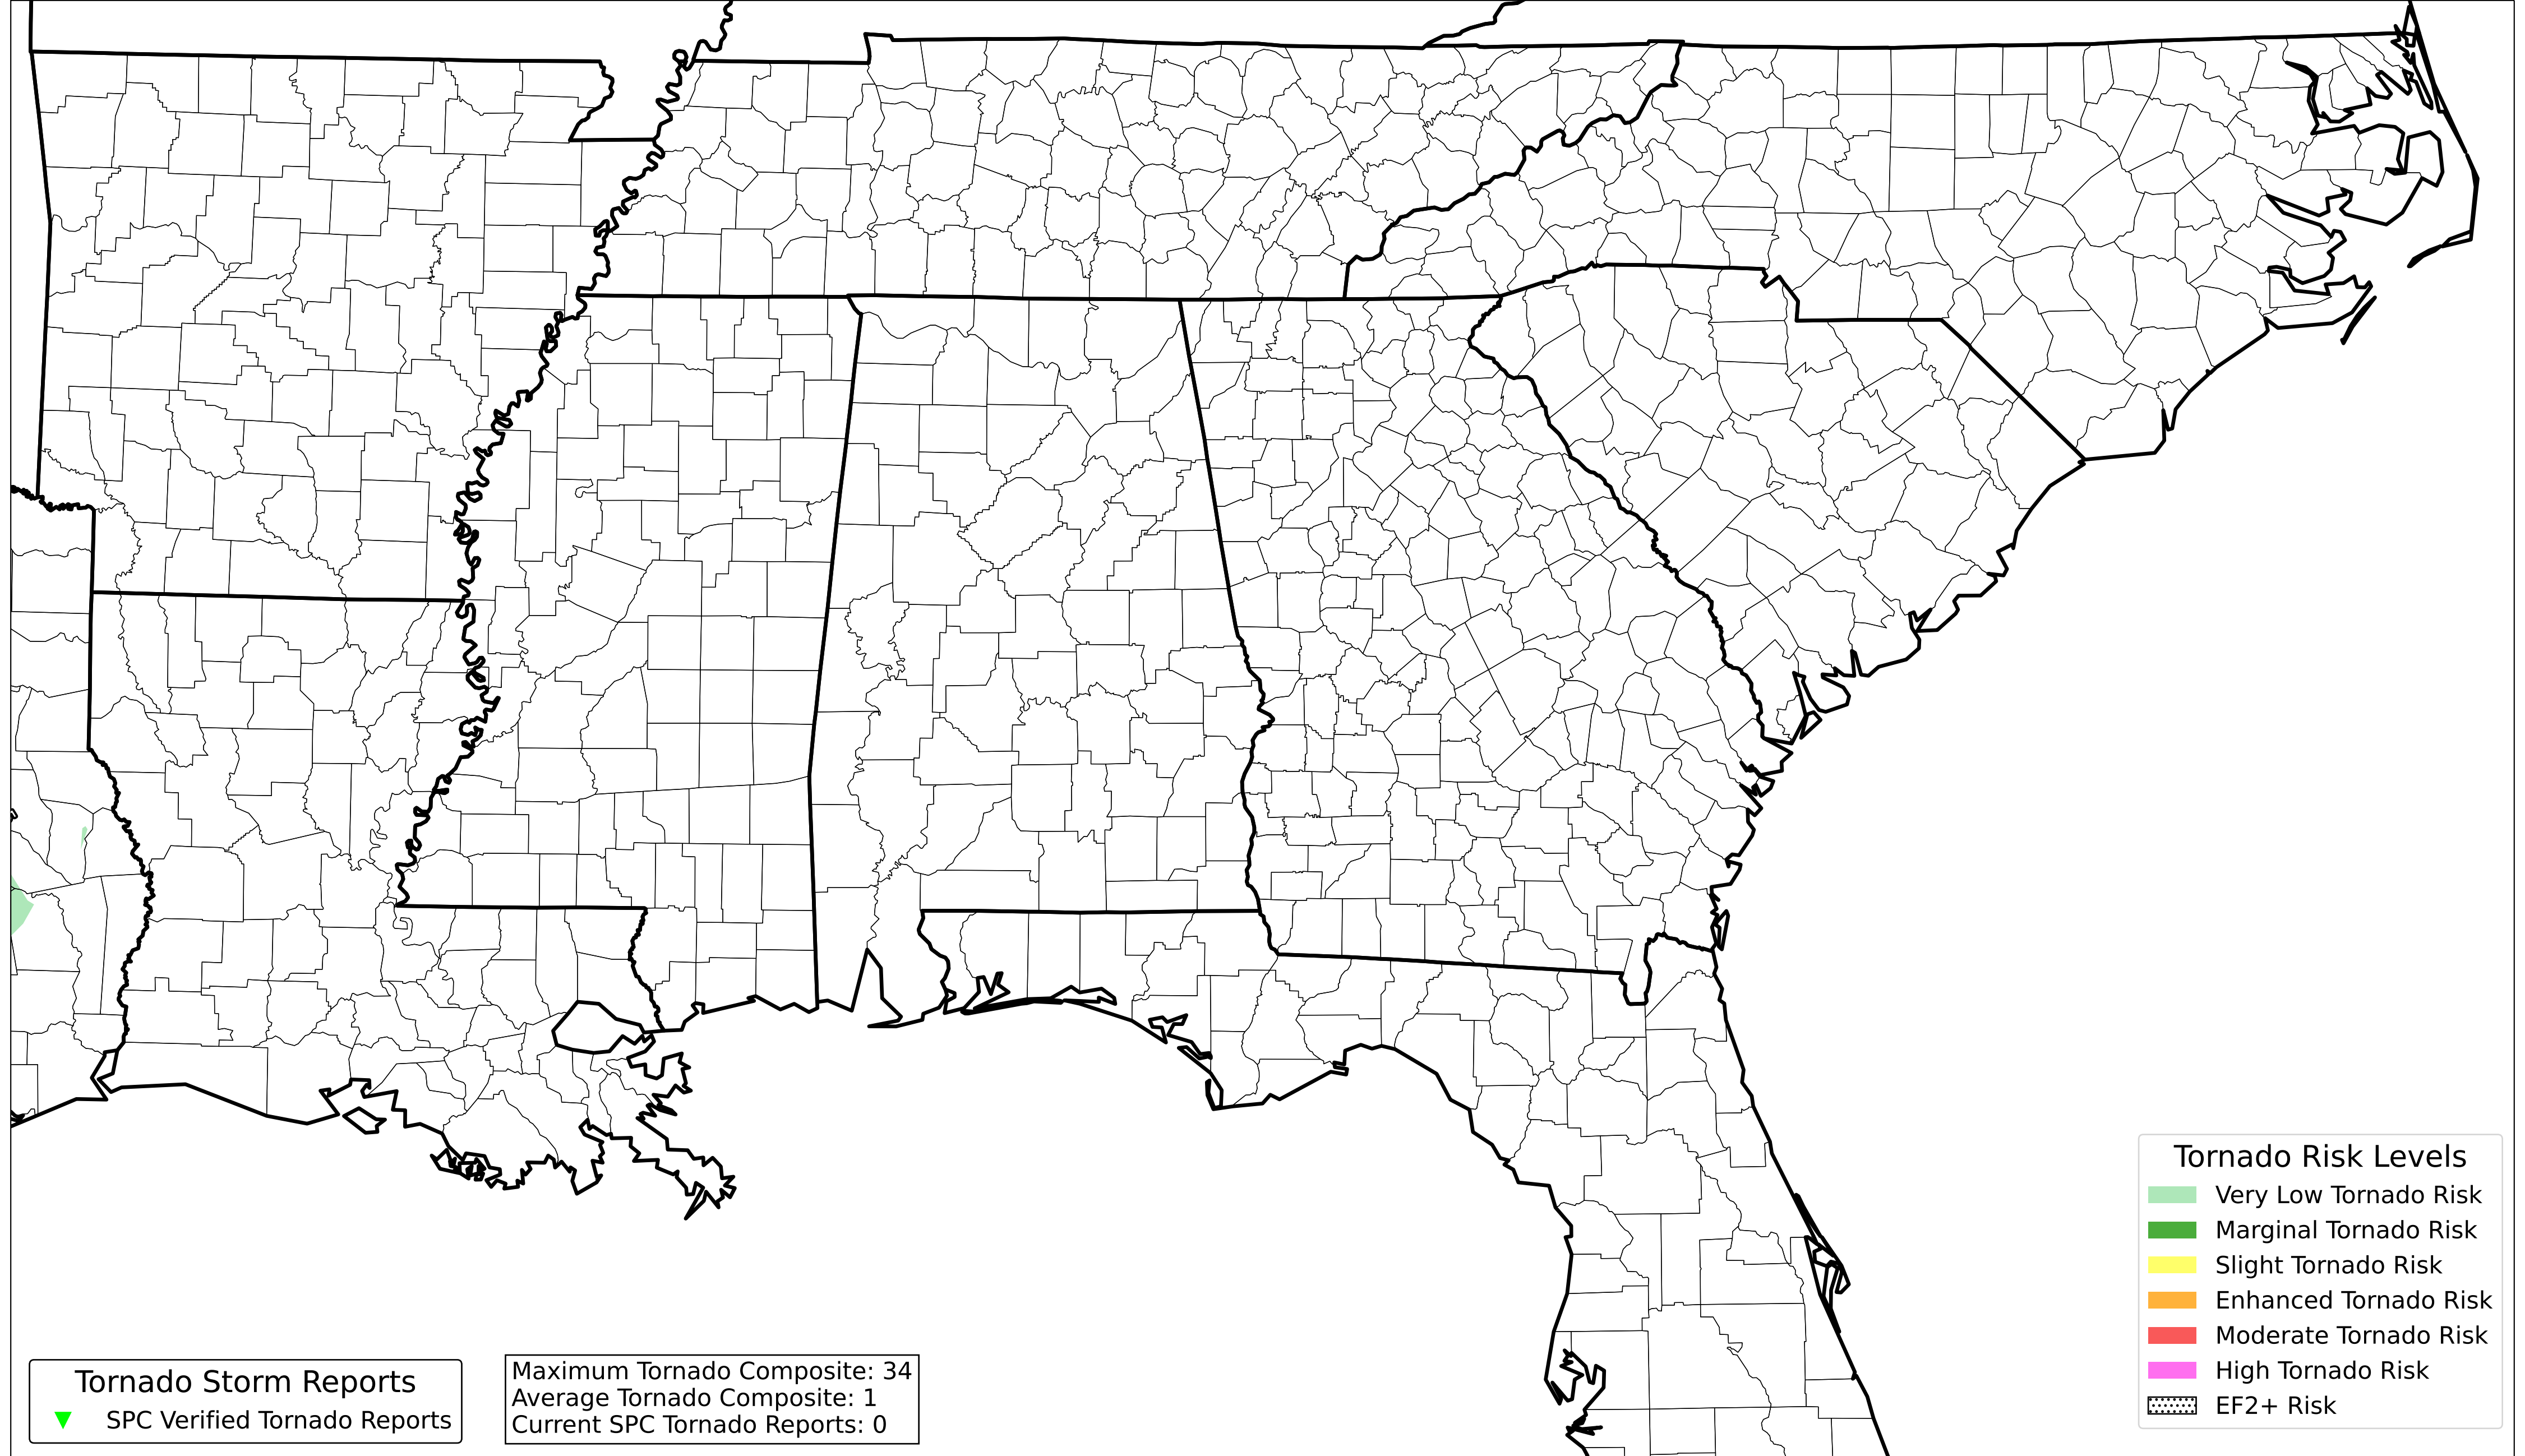 Tornado Storm Reports
SPC Verified Tornado Reports
Maximum Tornado Composite: 34
Average Tornado Composite: 1
Current SPC Tornado Reports: 0
Tornado Risk Levels
Very Low Tornado Risk
Marginal Tornado Risk
Slight Tornado Risk
Enhanced Tornado Risk
Moderate Tornado Risk
High Tornado Risk
EF2+ Risk